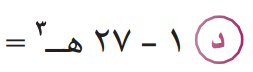 د ١ – ٢٧ هـ٣ =